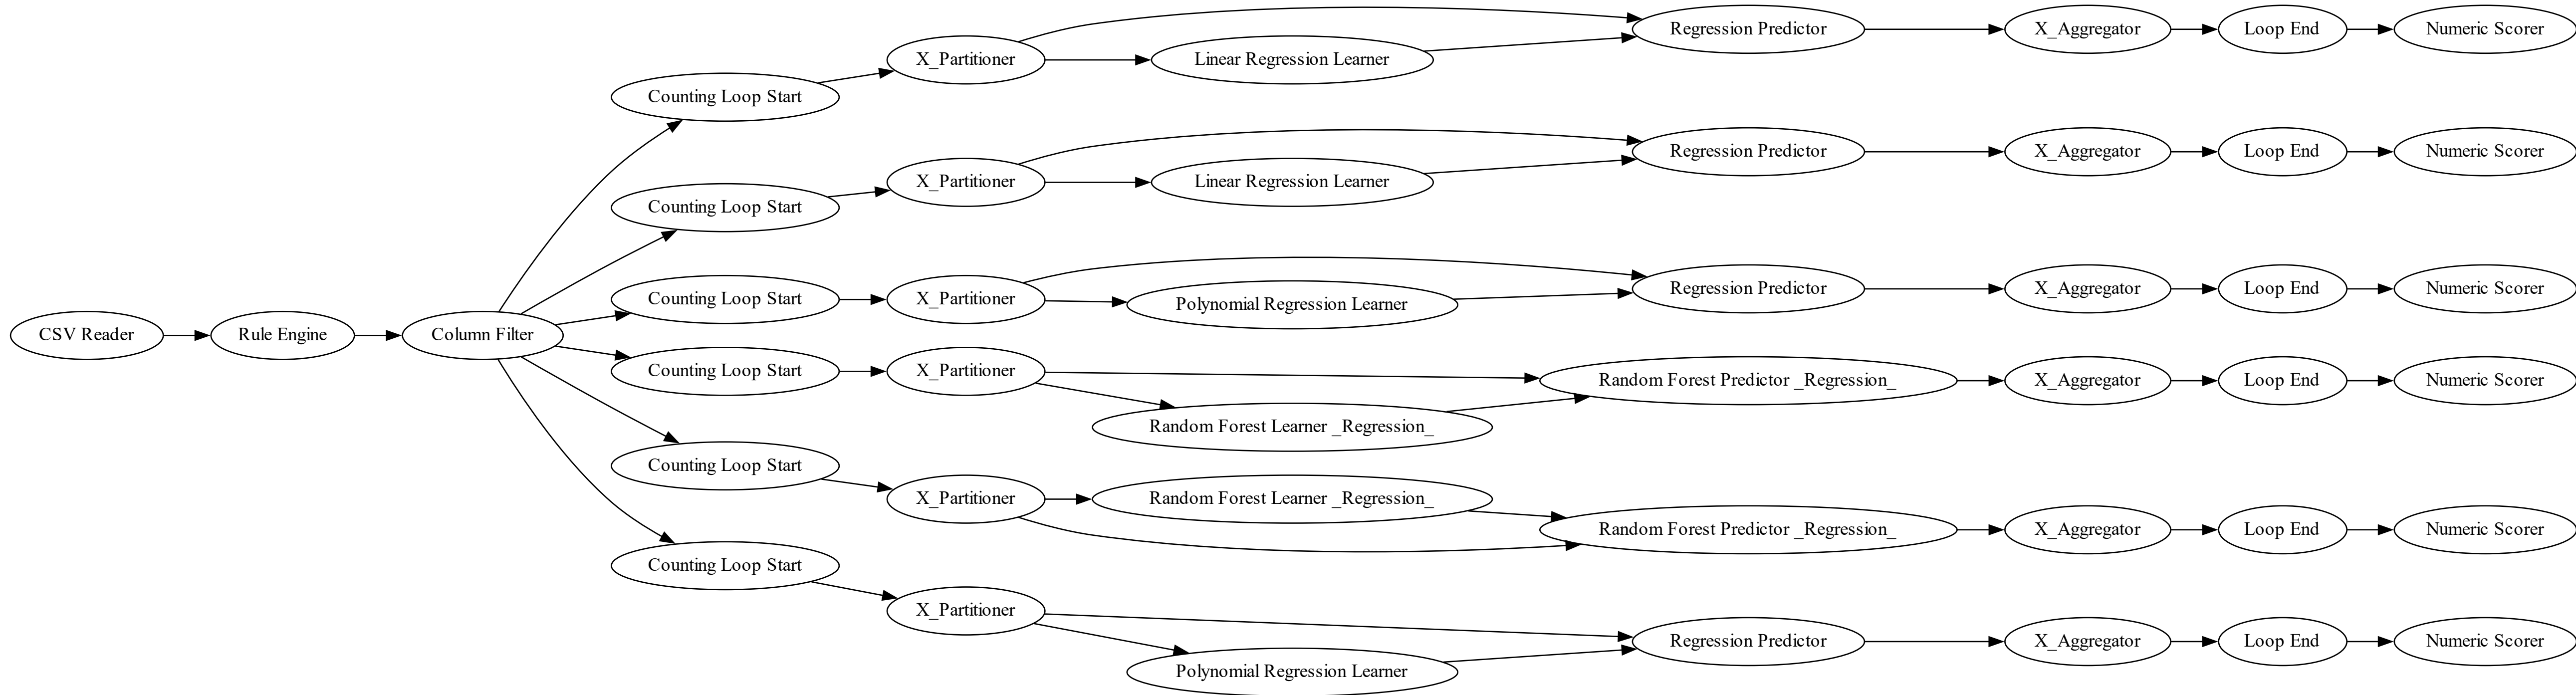 CSV Reader
Rule Engine
Column Filter
Counting Loop Start
X_Partitioner
Linear Regression Learner
Regression Predictor
X_Aggregator
Loop End
Numeric Scorer
Counting Loop Start
X_Partitioner
Linear Regression Learner
Regression Predictor
X_Aggregator
Loop End
Numeric Scorer
Counting Loop Start
X_Partitioner
Polynomial Regression Learner
Regression Predictor
X_Aggregator
Loop End
Numeric Scorer
Counting Loop Start
X_Partitioner
Random Forest Learner _Regression_
Random Forest Predictor _Regression_
X_Aggregator
Loop End
Numeric Scorer
Counting Loop Start
X_Partitioner
Random Forest Learner _Regression_
Random Forest Predictor _Regression_
X_Aggregator
Loop End
Numeric Scorer
Counting Loop Start
X_Partitioner
Polynomial Regression Learner
Regression Predictor
X_Aggregator
Loop End
Numeric Scorer